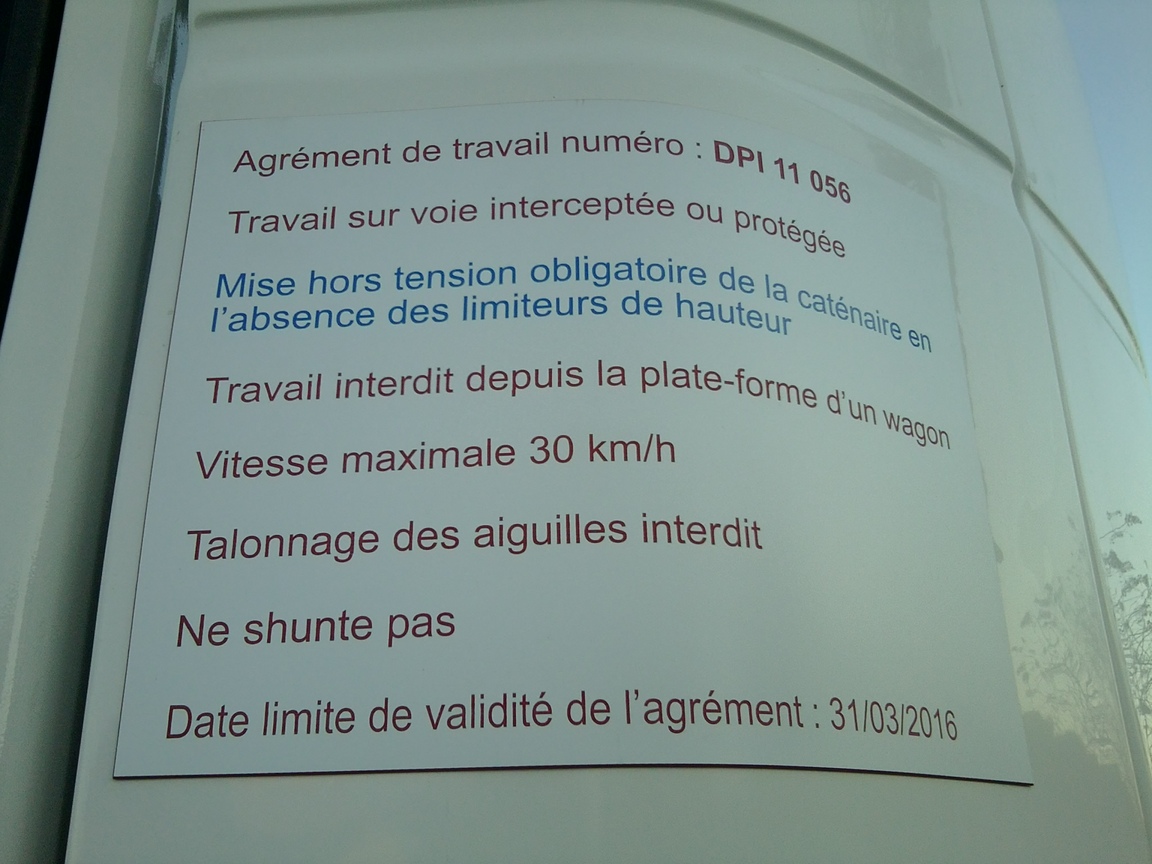 Agrément de travail numéro : DPI 11 056
Travail sur voie interceptée ou protégée
Mise hors tension obligatoire de la caténaire en
l'absence des limiteurs de hauteur
Travail interdit depuis la plate-forme d'un wagon
Vitesse maximale 30 km/h
Talonnage des aiguilles interdit
Ne shunte pas
Date limite de validité de l'agrément : 31/03/2016